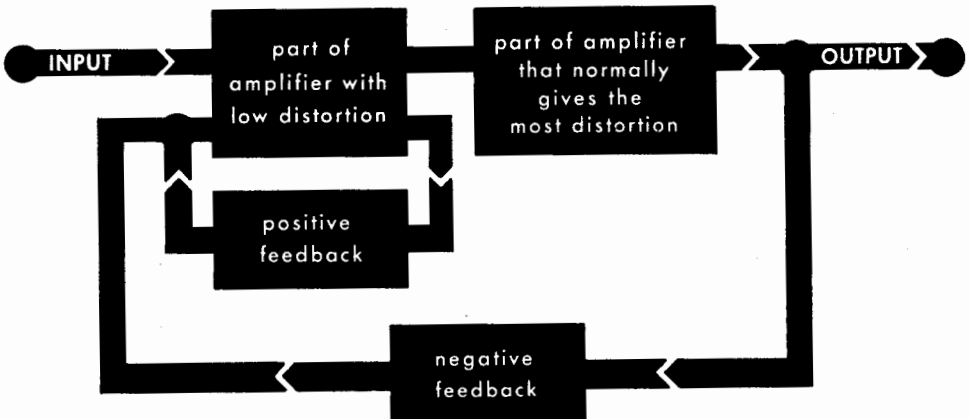 INPUT
part of
amplifier with
low distortion
part of amplifier
that normally
gives the
most distortion
OUTPUT
positive
feedback
negative
feedback